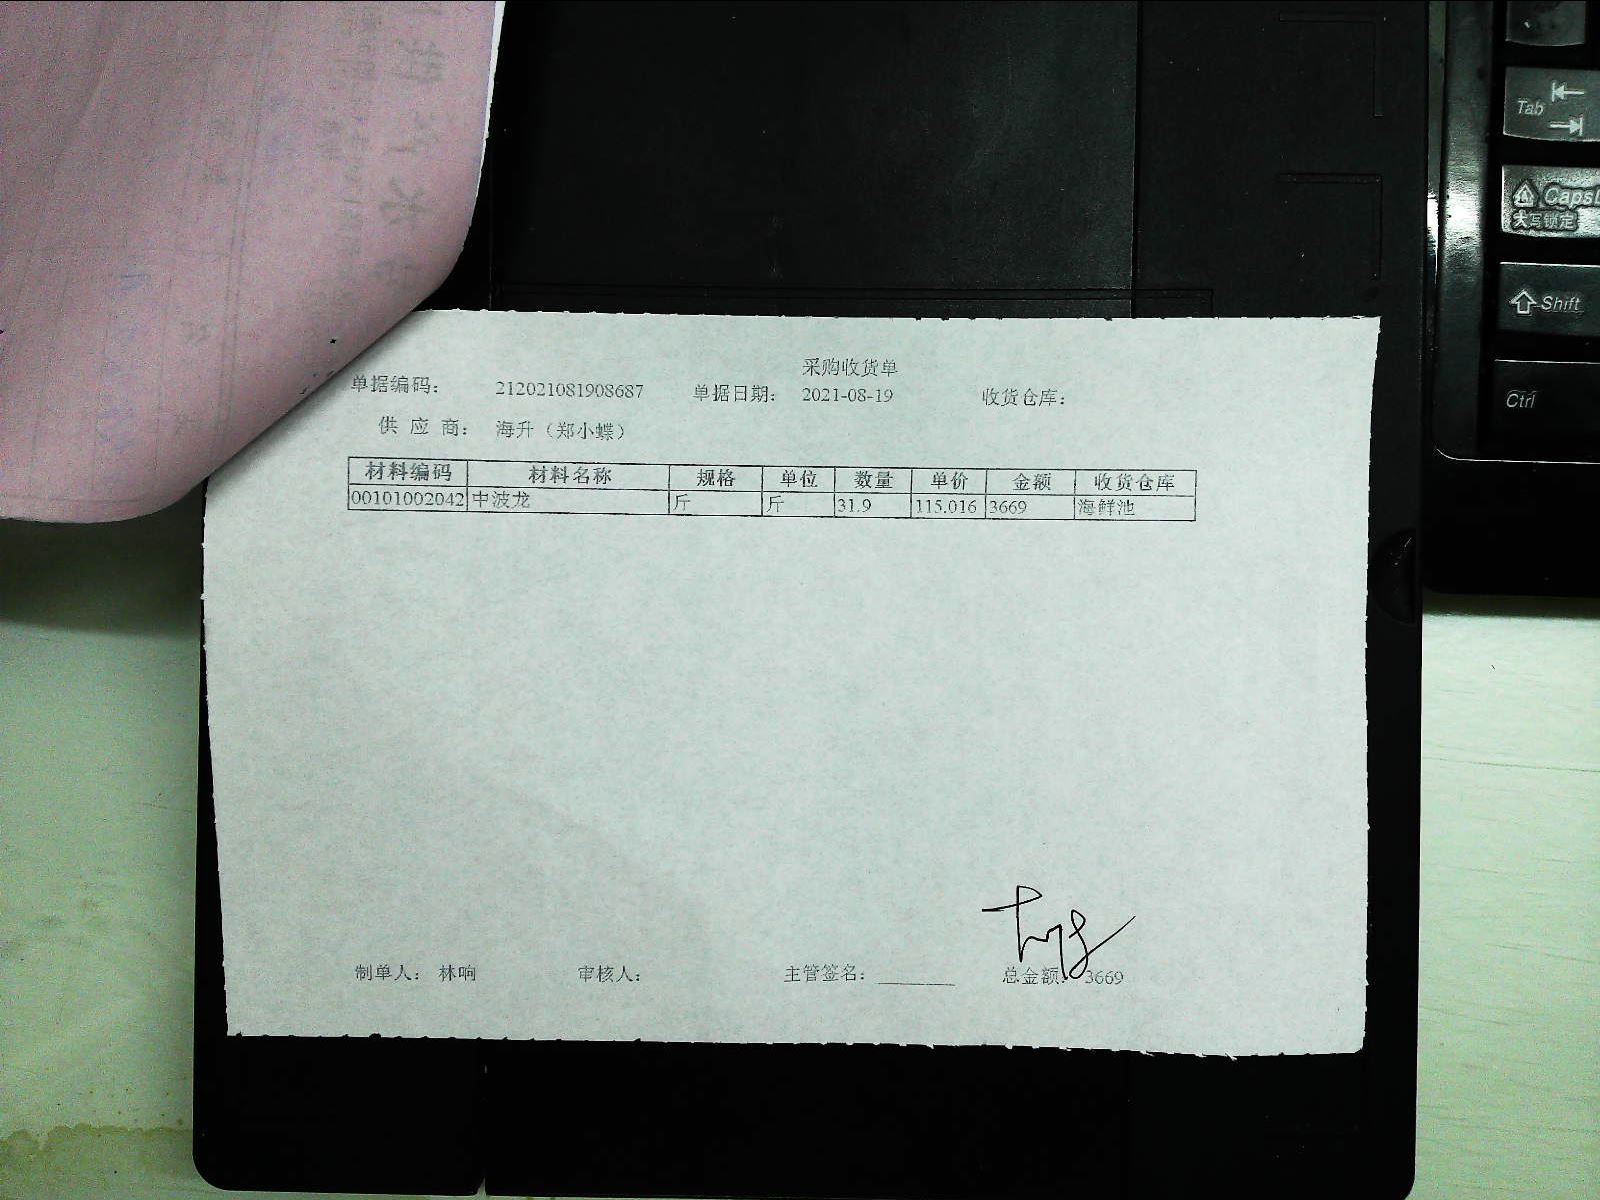 采购收货单
单据编码： 212021081908687 单据日期： 2021-08-19 收货仓库：
供 应 商： 海升（郑小蝶）
材料编码 材料名称 规格 单位 数量 单价 金额 收货仓库
00101002042 中波龙 斤 斤 31.9 115.016 3669 海鲜池
制单人： 林响 审核人： 主管签名： ________ 总金额： 3669
Tab
CapsL
大写锁定
Shift
Ctrl